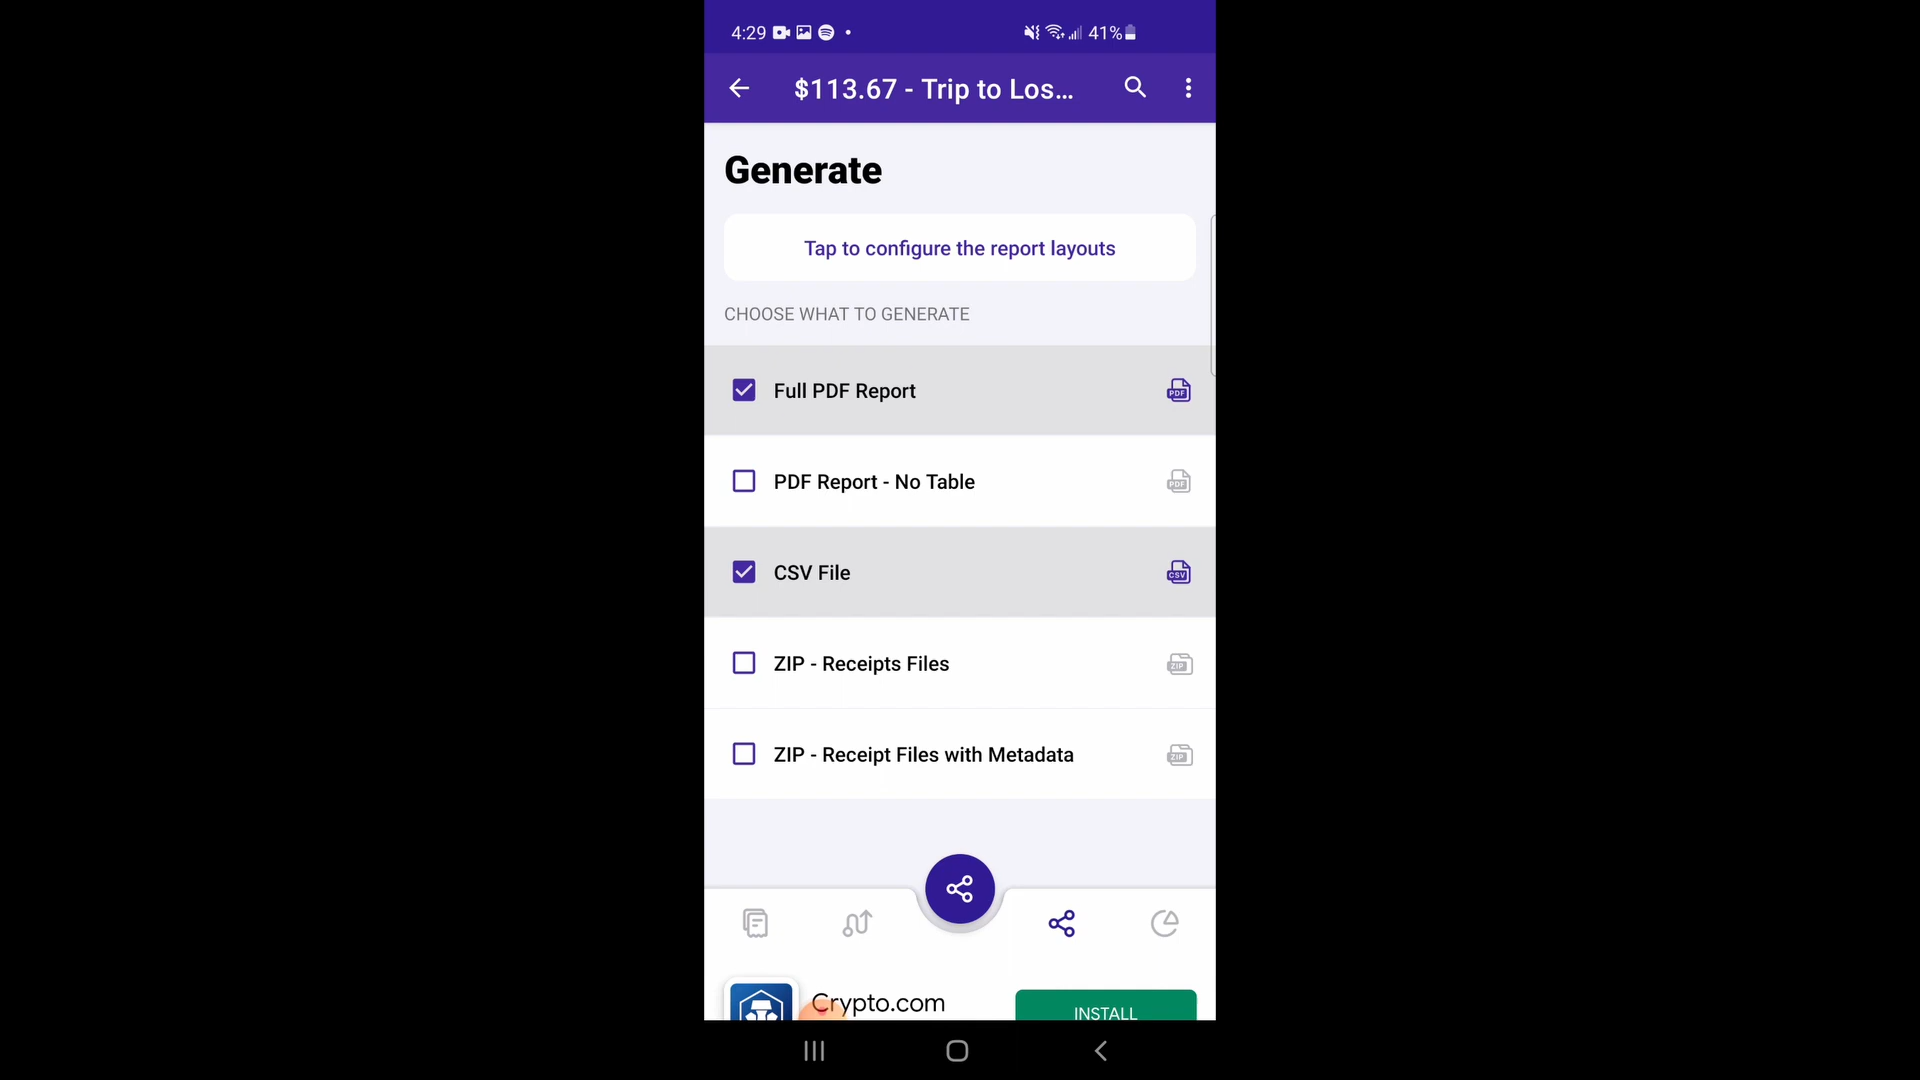 4:29
41%
$113.67 - Trip to Los...
Generate
Tap to configure the report layouts
CHOOSE WHAT TO GENERATE
Full PDF Report
PDF
PDF Report - No Table
PDF
CSV File
CSV
ZIP - Receipts Files
ZIP
ZIP - Receipt Files with Metadata
ZIP
Crypto.com
INSTALL